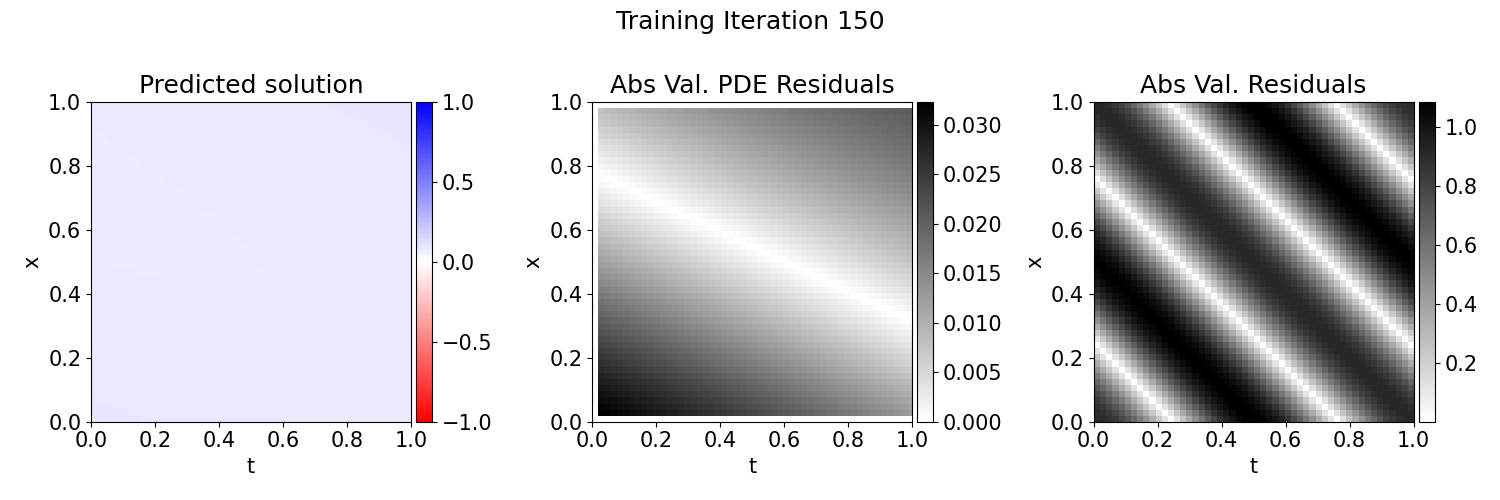 Training Iteration 150
Predicted solution
1.0
0.8
0.6
0.4
0.2
0.0
x
0.0 0.2 0.4 0.6 0.8 1.0
t
1.0
0.5
0.0
−0.5
−1.0
Abs Val. PDE Residuals
1.0
0.8
0.6
0.4
0.2
0.0
x
0.0 0.2 0.4 0.6 0.8 1.0
t
0.030
0.025
0.020
0.015
0.010
0.005
0.000
Abs Val. Residuals
1.0
0.8
0.6
0.4
0.2
0.0
x
0.0 0.2 0.4 0.6 0.8 1.0
t
1.0
0.8
0.6
0.4
0.2